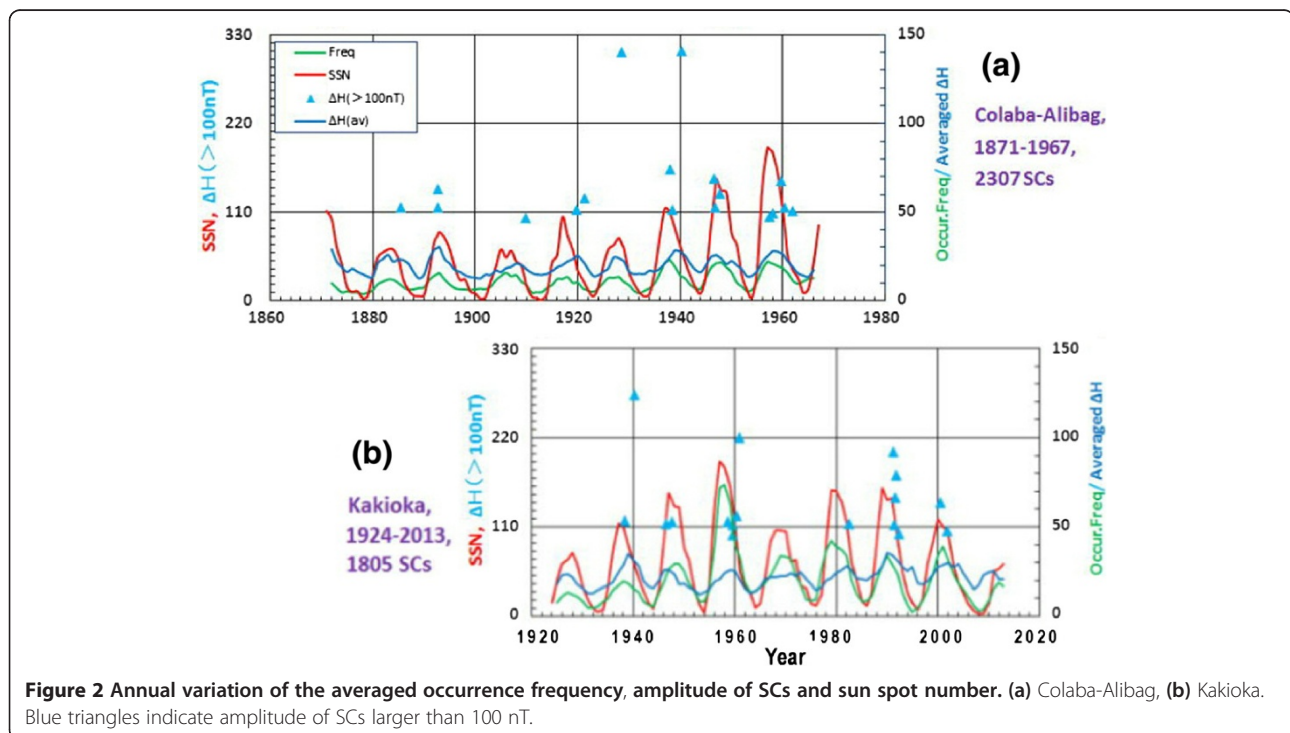 330
150
Freq
SSN
ΔH(>100nT)
ΔH(av)
220
100
110
50
0
0
SSN, ΔH(>100nT)
Occur.Freq/ Averaged ΔH
1860
1880
1900
1920
1940
1960
1980
(a)
Colaba-Alibag,
1871-1967,
2307 SCs
330
150
220
100
110
50
0
0
SSN, ΔH(>100nT)
Occur.Freq/ Averaged ΔH
1920
1940
1960
1980
2000
2020
Year
(b)
Kakioka,
1924-2013,
1805 SCs
Figure 2 Annual variation of the averaged occurrence frequency, amplitude of SCs and sun spot number. (a) Colaba-Alibag, (b) Kakioka.
Blue triangles indicate amplitude of SCs larger than 100 nT.